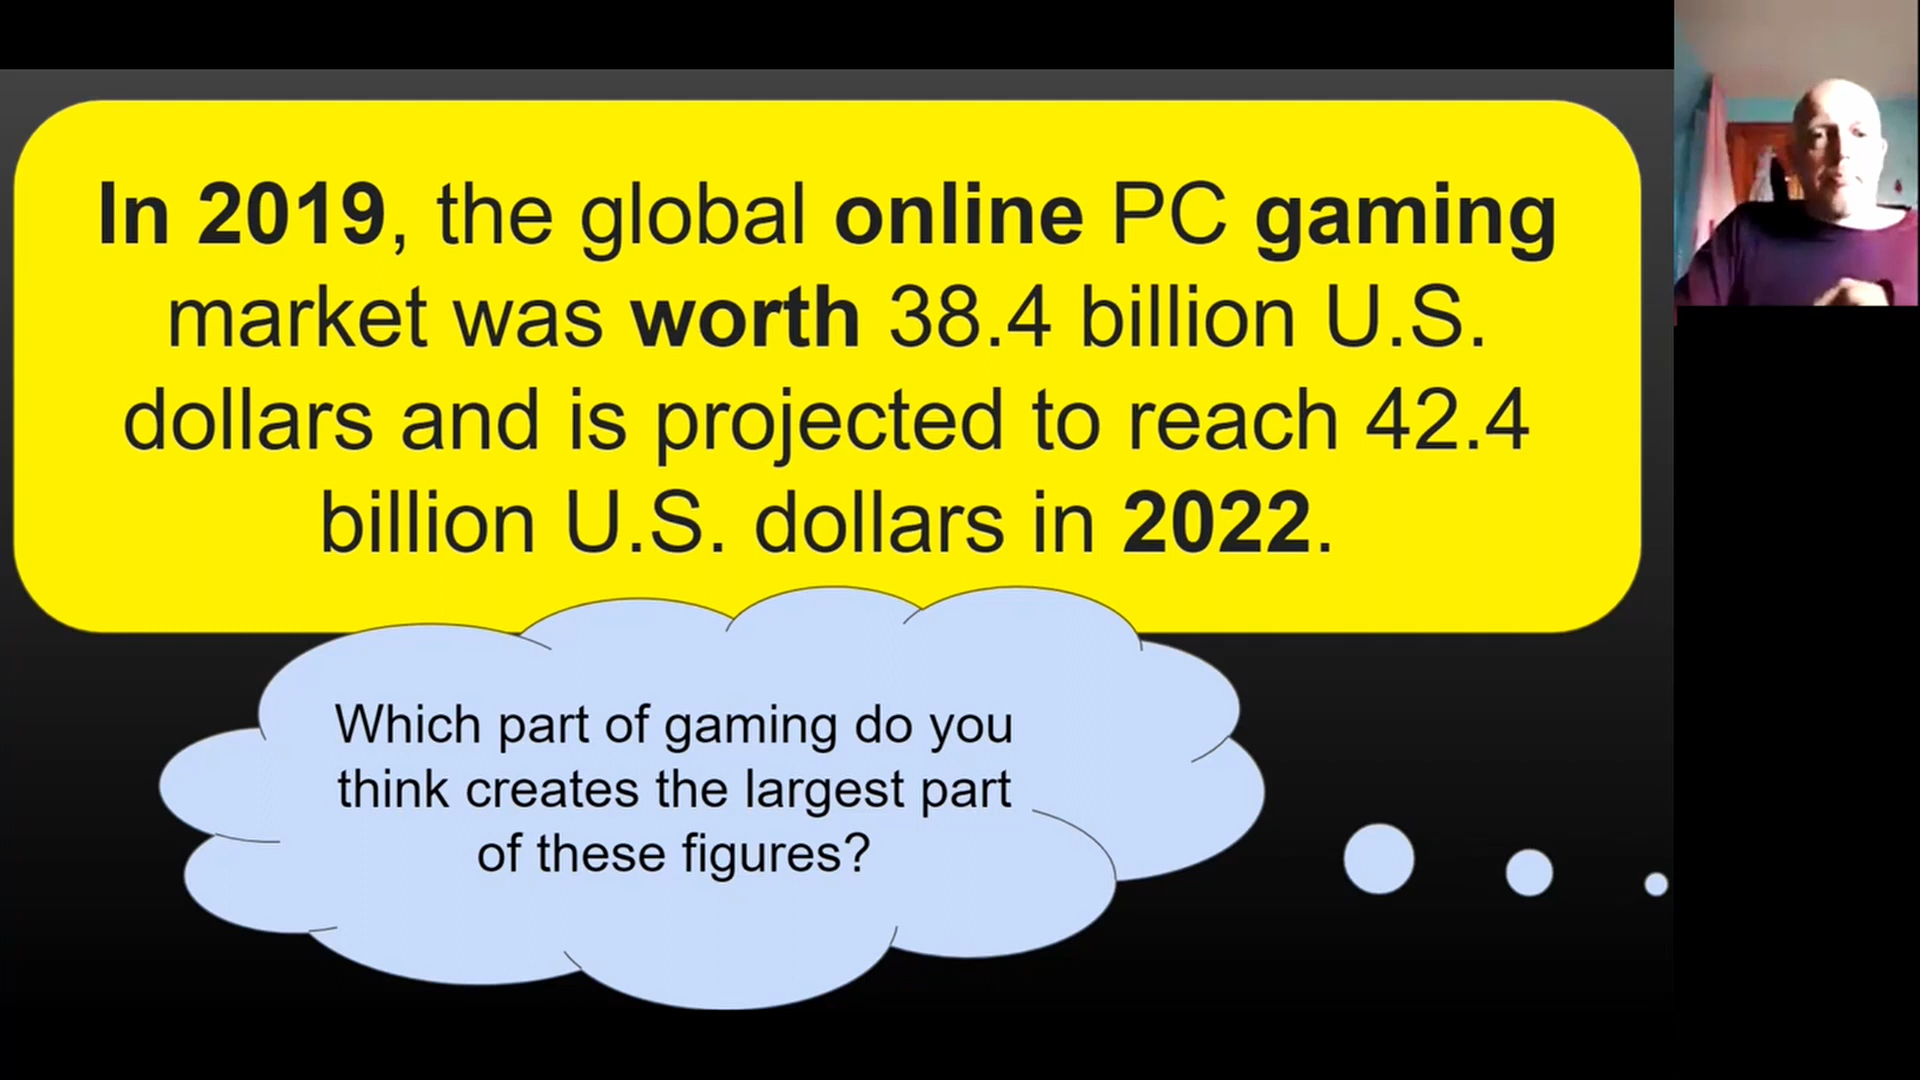 In 2019, the global online PC gaming
market was worth 38.4 billion U.S.
dollars and is projected to reach 42.4
billion U.S. dollars in 2022.
Which part of gaming do you
think creates the largest part
of these figures?